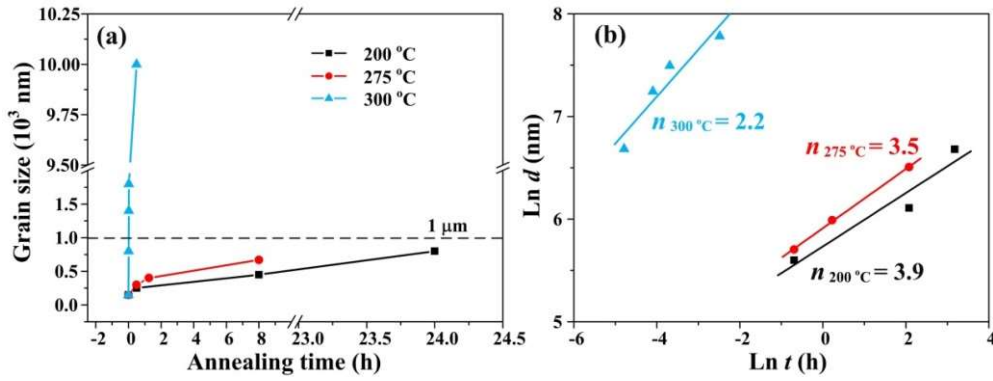 (a)
200 °C
275 °C
300 °C
10.25
10.00
9.75
9.50
1.5
1.0
0.5
0.0
Grain size (10³ nm)
1 μm
-2 0 2 4 6 8 23.0 23.5 24.0 24.5
Annealing time (h)
(b)
8
7
6
5
Ln d (nm)
n 300 °C = 2.2
n 275 °C = 3.5
n 200 °C = 3.9
-6 -4 -2 0 2 4
Ln t (h)